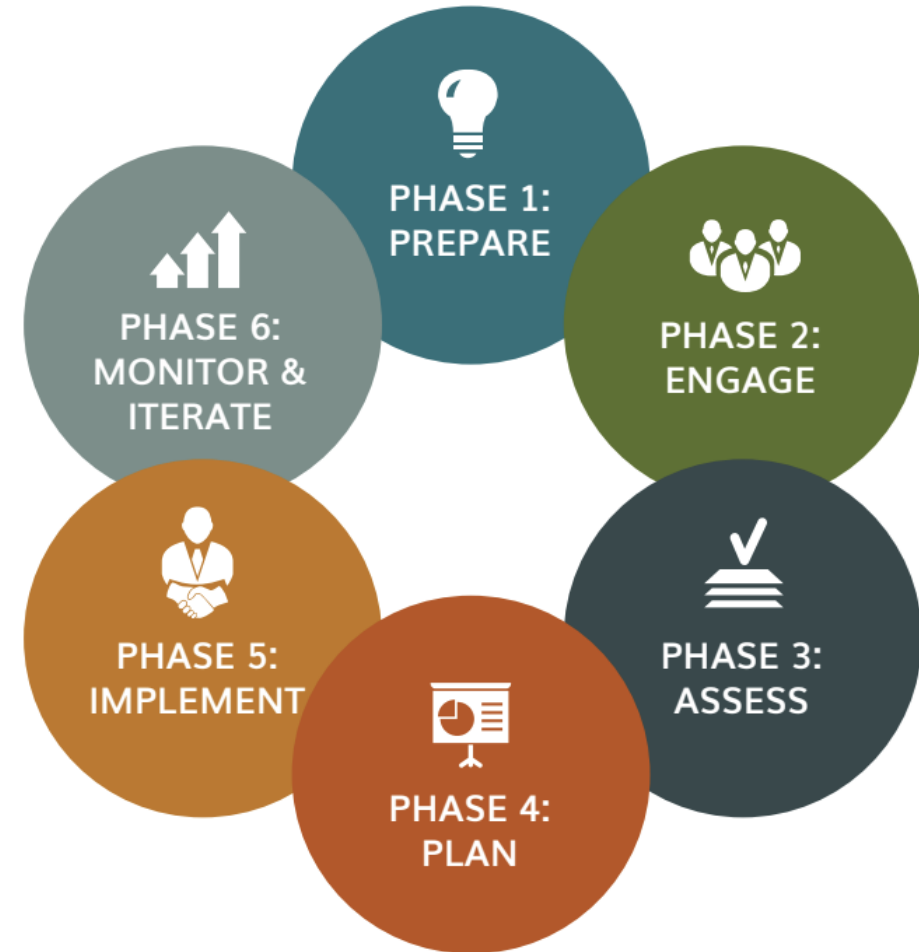 PHASE 1:
PREPARE
PHASE 2:
ENGAGE
PHASE 3:
ASSESS
PHASE 4:
PLAN
PHASE 5:
IMPLEMENT
PHASE 6:
MONITOR &
ITERATE